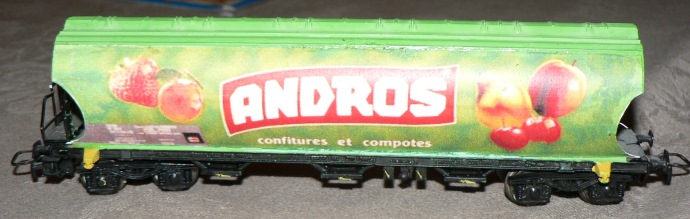 ANDROS
confitures et compotes